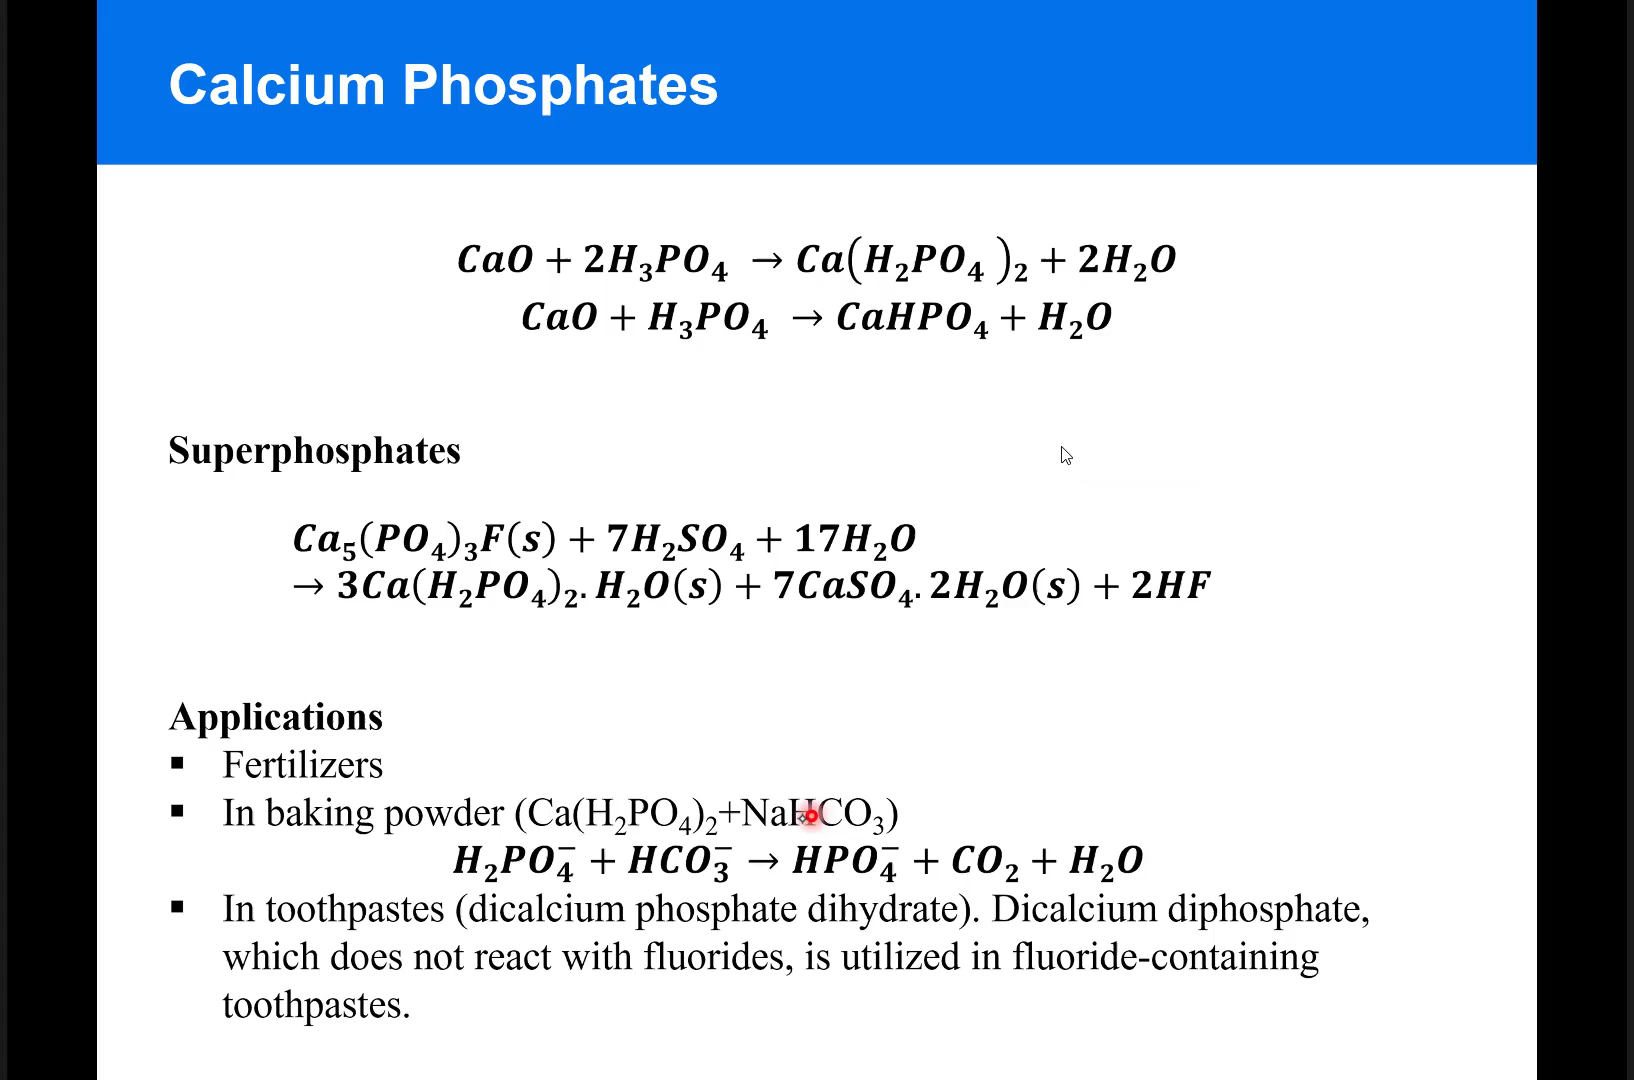 Calcium Phosphates
CaO + 2H₃PO₄ → Ca(H₂PO₄ )₂ + 2H₂O
CaO + H₃PO₄ → CaHPO₄ + H₂O
Superphosphates
Ca₅(PO₄)₃F(s) + 7H₂SO₄ + 17H₂O
→ 3Ca(H₂PO₄)₂. H₂O(s) + 7CaSO₄. 2H₂O(s) + 2HF
Applications
▪ Fertilizers
▪ In baking powder (Ca(H₂PO₄)₂+NaHCO₃)
H₂PO₄⁻ + HCO₃⁻ → HPO₄⁻ + CO₂ + H₂O
▪ In toothpastes (dicalcium phosphate dihydrate). Dicalcium diphosphate,
which does not react with fluorides, is utilized in fluoride-containing
toothpastes.